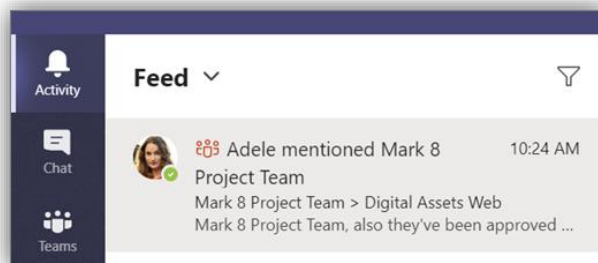 Activity
Chat
Teams
Feed
Adele mentioned Mark 8 10:24 AM
Project Team
Mark 8 Project Team > Digital Assets Web
Mark 8 Project Team, also they've been approved ...